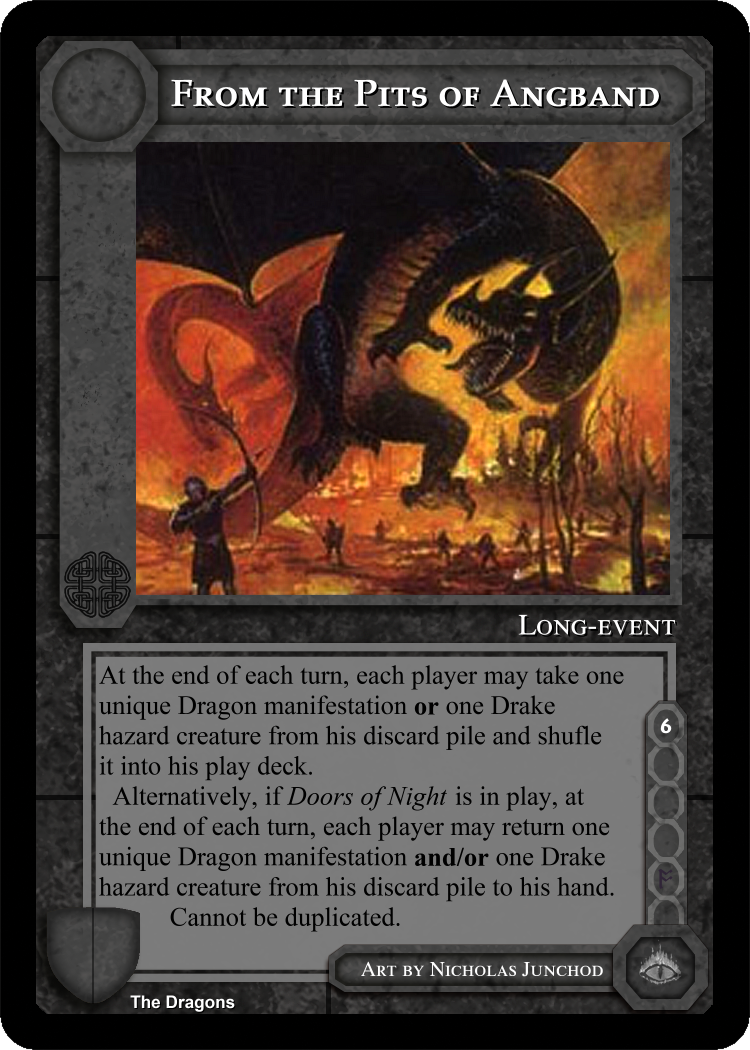 From the Pits of Angband
Long-event
At the end of each turn, each player may take one
unique Dragon manifestation or one Drake
hazard creature from his discard pile and shufle
it into his play deck.
Alternatively, if Doors of Night is in play, at
the end of each turn, each player may return one
unique Dragon manifestation and/or one Drake
hazard creature from his discard pile to his hand.
Cannot be duplicated.
6
Art by Nicholas Junchod
The Dragons